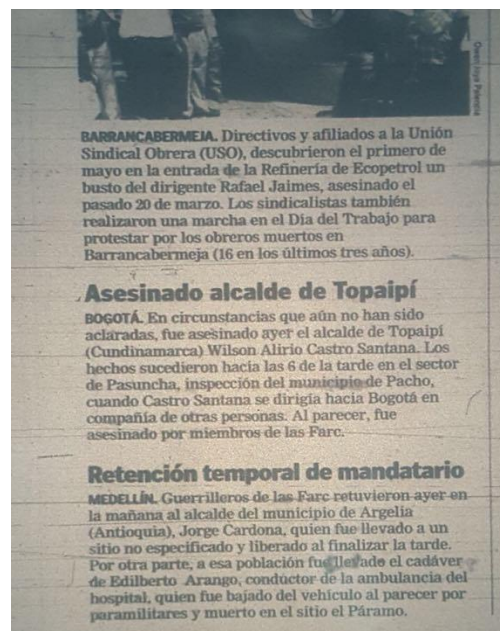 BARRANCABERMEJA. Directivos y afiliados a la Unión
Sindical Obrera (USO), descubrieron el primero de
mayo en la entrada de la Refinería de Ecopetrol un
busto del dirigente Rafael Jaimes, asesinado el
pasado 20 de marzo. Los sindicalistas también
realizaron una marcha en el Día del Trabajo para
protestar por los obreros muertos en
Barrancabermeja (16 en los últimos tres años).
Asesinado alcalde de Topaipí
BOGOTÁ. En circunstancias que aún no han sido
aclaradas, fue asesinado ayer el alcalde de Topaipí
(Cundinamarca) Wilson Alirio Castro Santana. Los
hechos sucedieron hacia las 6 de la tarde en el sector
de Pasuncha, inspección del municipio de Pacho,
cuando Castro Santana se dirigía hacia Bogotá en
compañía de otras personas. Al parecer, fue
asesinado por miembros de las Farc.
Retención temporal de mandatario
MEDELLÍN. Guerrilleros de las Farc retuvieron ayer en
la mañana al alcalde del municipio de Argelia
(Antioquia), Jorge Cardona, quien fue llevado a un
sitio no especificado y liberado al finalizar la tarde.
Por otra parte, a esa población fue llevado el cadáver
de Edilberto Arango, conductor de la ambulancia del
hospital, quien fue bajado del vehículo al parecer por
paramilitares y muerto en el sitio el Páramo.